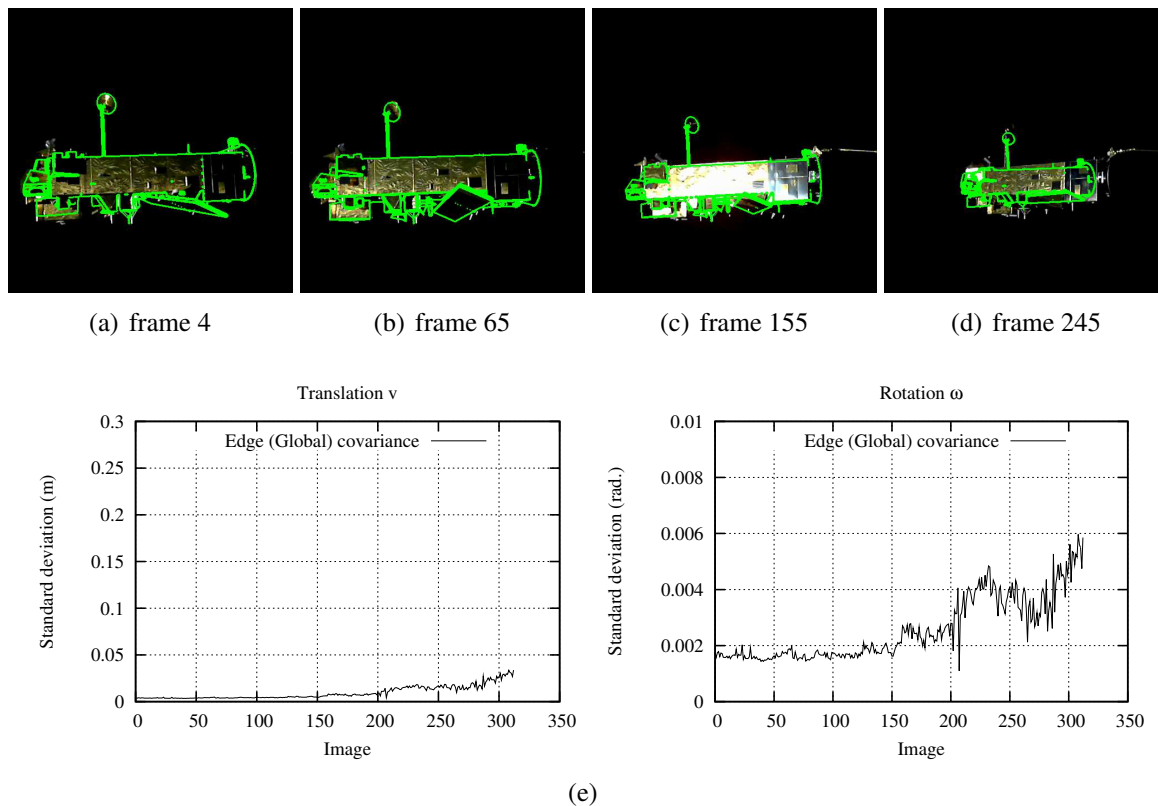 (a) frame 4
(b) frame 65
(c) frame 155
(d) frame 245
Translation v
Edge (Global) covariance
0.3
0.25
0.2
0.15
0.1
0.05
0
Standard deviation (m)
0 50 100 150 200 250 300 350
Image
Rotation ω
Edge (Global) covariance
0.01
0.008
0.006
0.004
0.002
0
Standard deviation (rad.)
0 50 100 150 200 250 300 350
Image
(e)